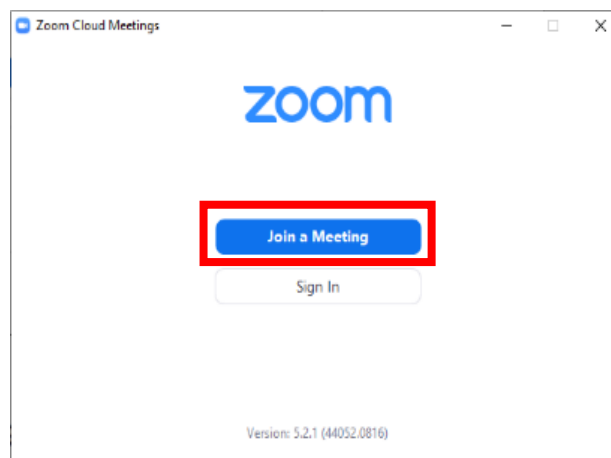 Zoom Cloud Meetings
zoom
Join a Meeting
Sign In
Version: 5.2.1 (44052.0816)